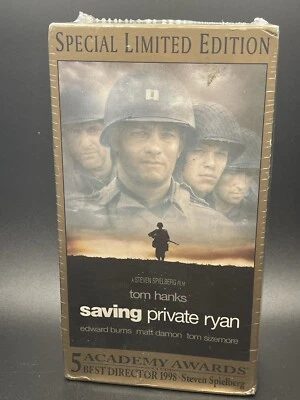 SPECIAL LIMITED EDITION
A STEVEN SPIELBERG FILM
tom hanks
saving private ryan
edward burns matt damon tom sizemore
5 ACADEMY AWARDS
BEST DIRECTOR 1998 Steven Spielberg